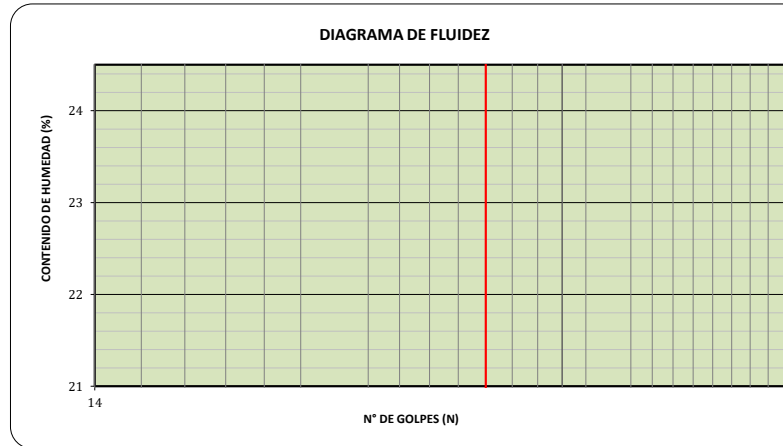 DIAGRAMA DE FLUIDEZ
CONTENIDO DE HUMEDAD (%)
24
23
22
21
14
N° DE GOLPES (N)